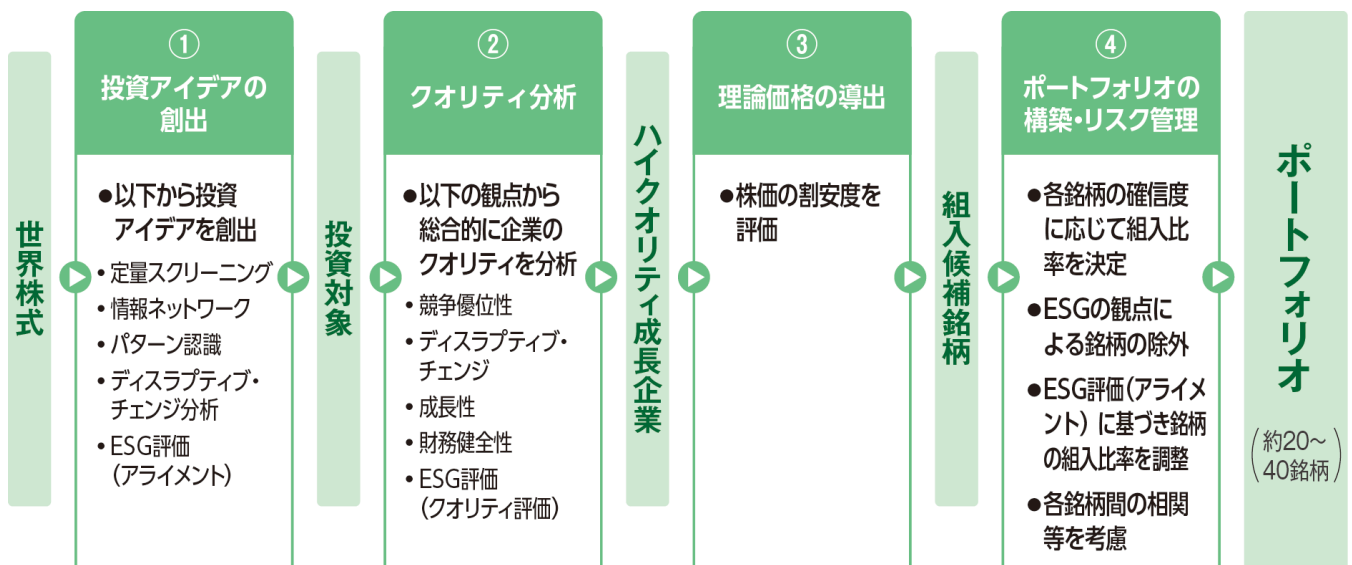 世界株式
①
投資アイデアの
創出
●以下から投資
アイデアを創出
• 定量スクリーニング
• 情報ネットワーク
• パターン認識
• ディスラプティブ・
チェンジ分析
• ESG評価
（アライメント）
投資対象
②
クオリティ分析
●以下の観点から
総合的に企業の
クオリティを分析
• 競争優位性
• ディスラプティブ・
チェンジ
• 成長性
• 財務健全性
• ESG評価
（クオリティ評価）
ハイクオリティ成長企業
③
理論価格の導出
●株価の割安度を
評価
組入候補銘柄
④
ポートフォリオの
構築・リスク管理
●各銘柄の確信度
に応じて組入比
率を決定
●ESGの観点に
よる銘柄の除外
●ESG評価（アライメ
ント）に基づき銘柄
の組入比率を調整
●各銘柄間の相関
等を考慮
ポートフォリオ
（約20～
40銘柄）